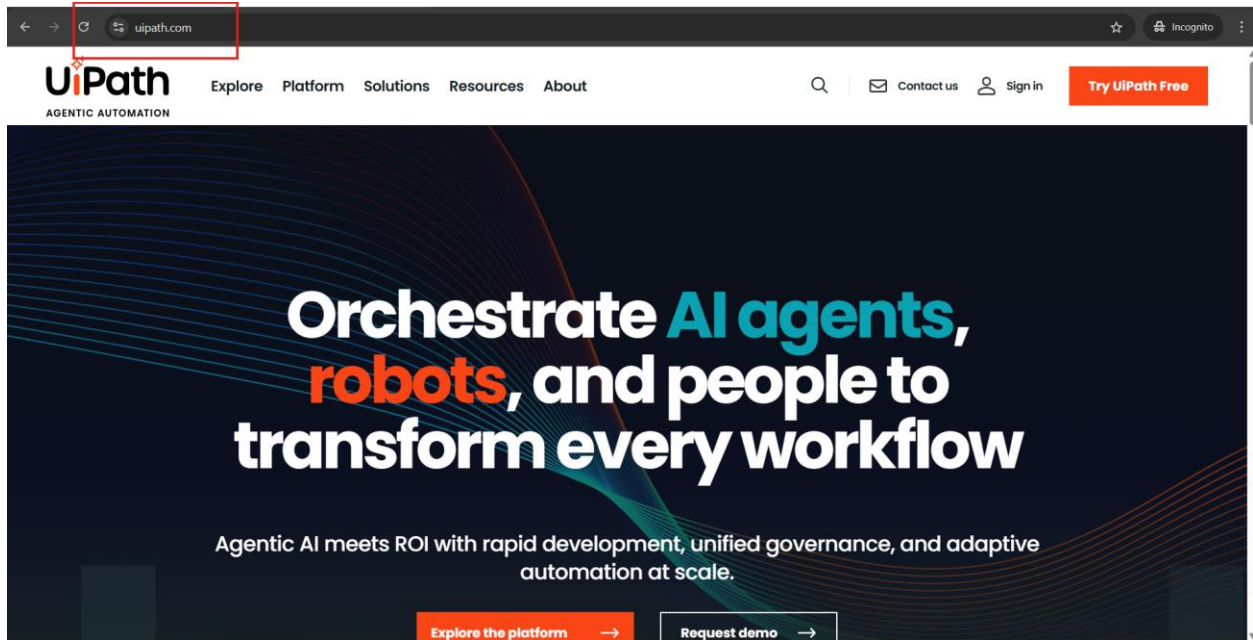 uipath.com
Incognito
UiPath
AGENTIC AUTOMATION
Explore Platform Solutions Resources About
Contact us Sign in Try UiPath Free
Orchestrate AI agents,
robots, and people to
transform every workflow
Agentic AI meets ROI with rapid development, unified governance, and adaptive
automation at scale.
Explore the platform
Request demo